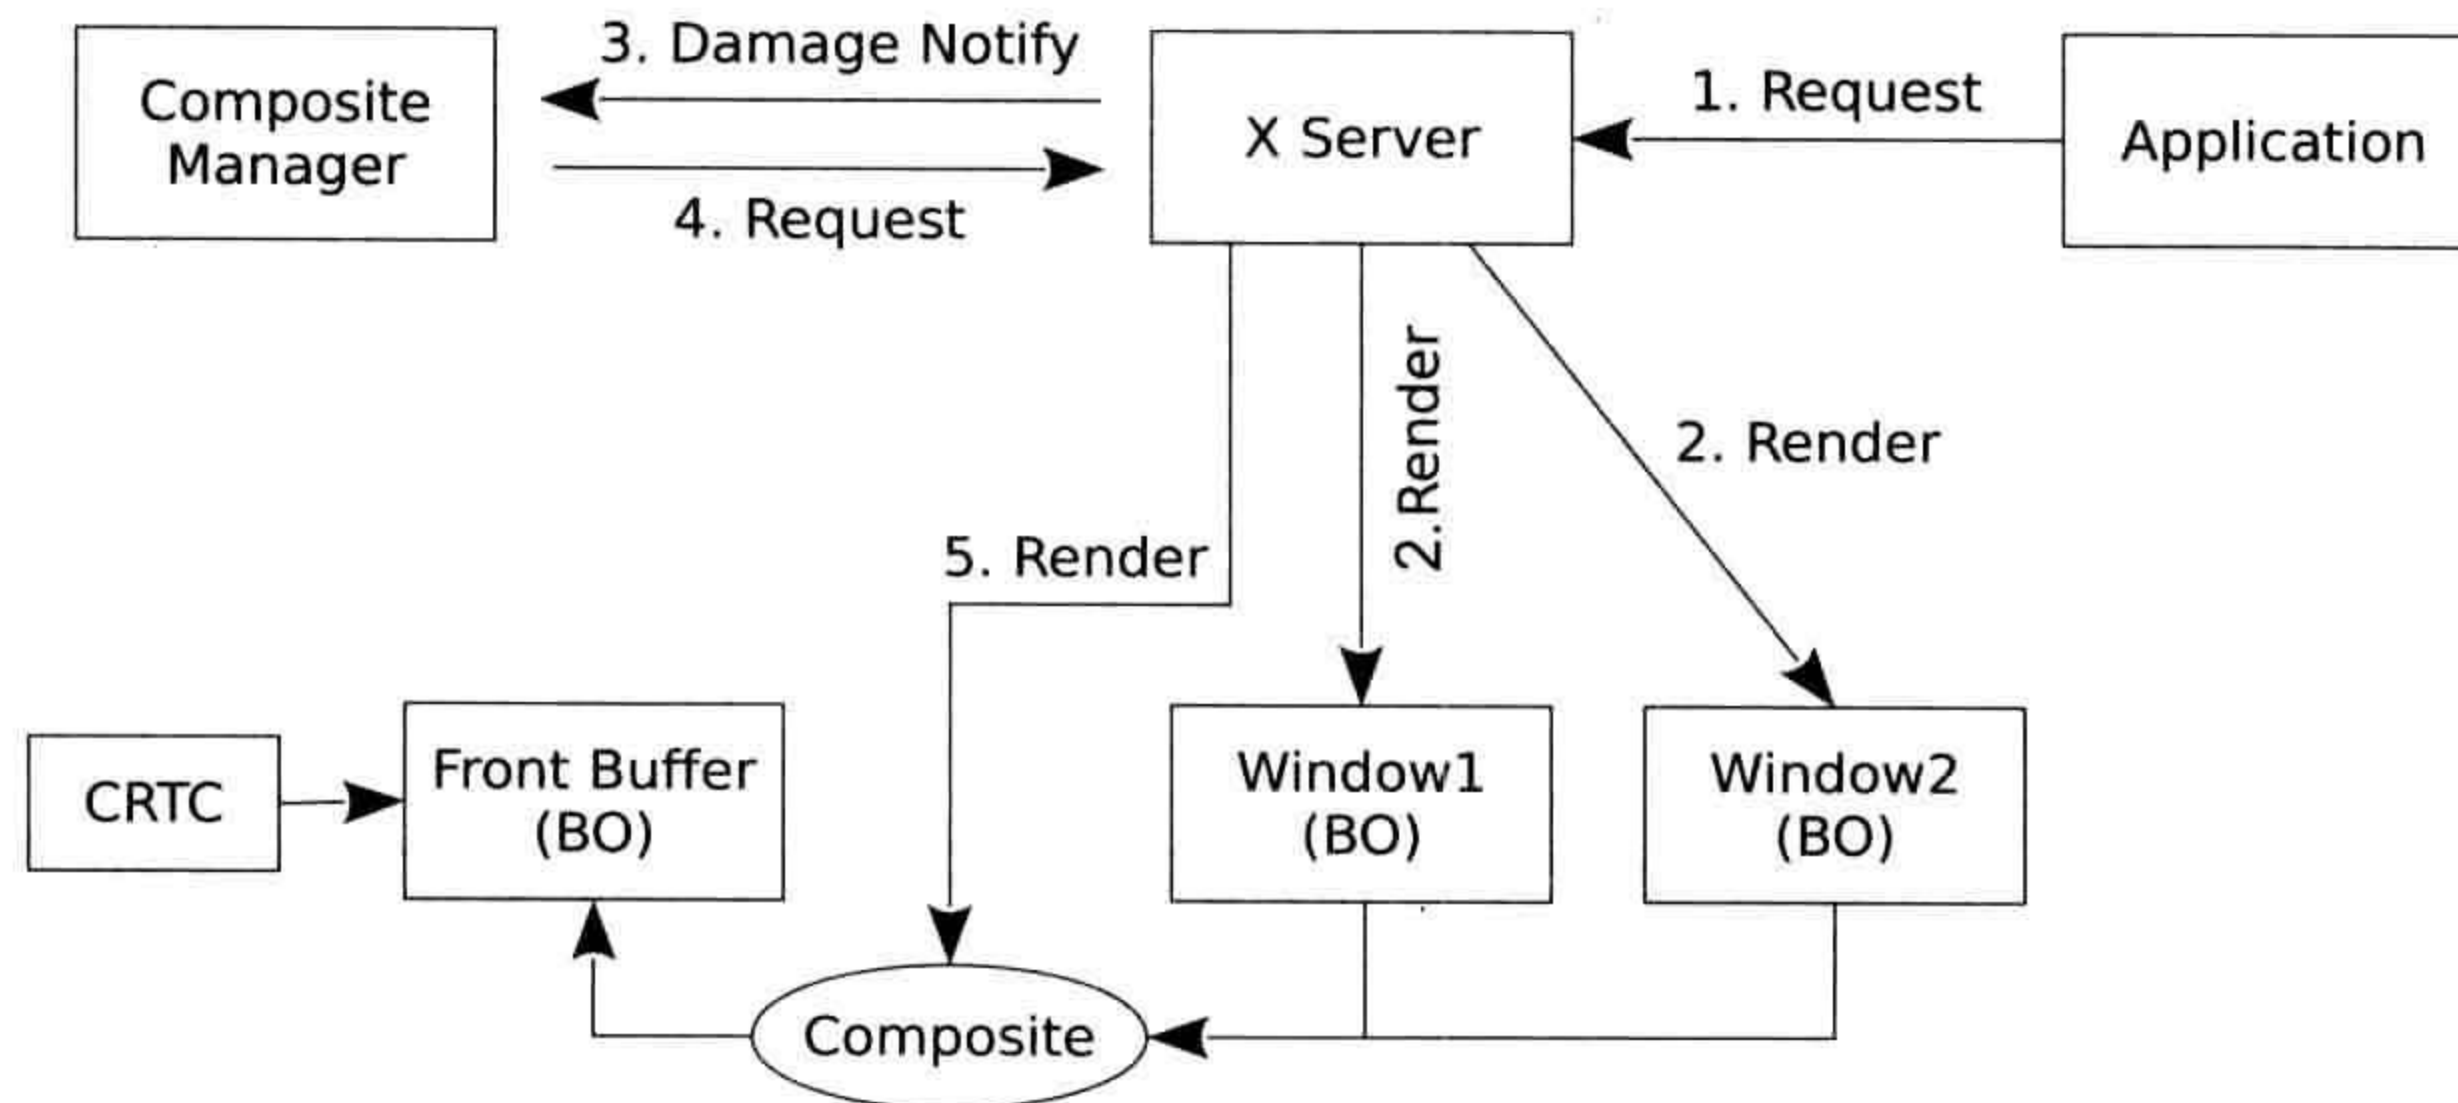 3. Damage Notify
Composite
Manager
4. Request
X Server
1. Request
Application
2.Render
2. Render
5. Render
CRTC
Front Buffer
(BO)
Window1
(BO)
Window2
(BO)
Composite